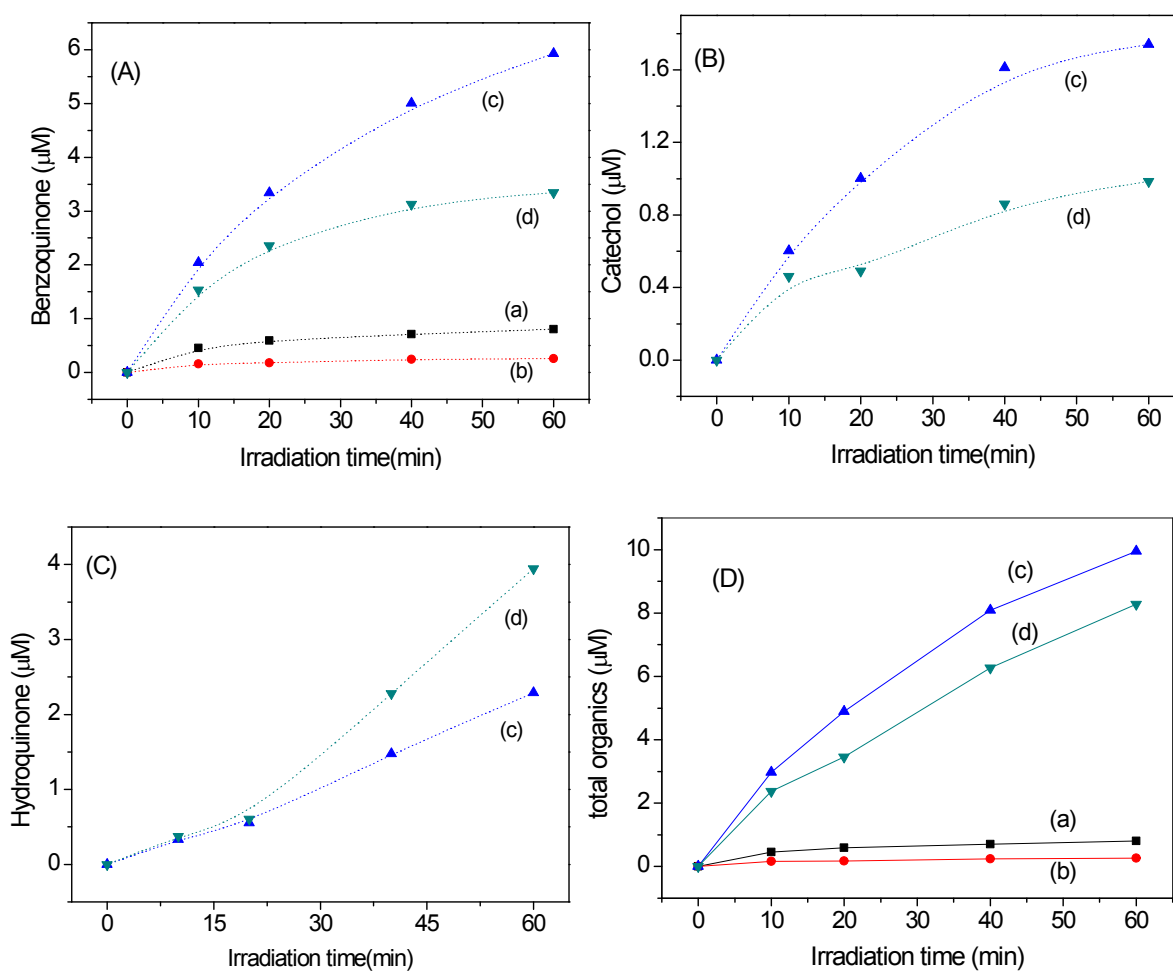 (A)
Benzoquinone (μM)
6
5
4
3
2
1
0
(c)
(d)
(a)
(b)
0 10 20 30 40 50 60
Irradiation time(min)
(B)
Catechol (μM)
1.6
1.2
0.8
0.4
0.0
(c)
(d)
0 10 20 30 40 50 60
Irradiation time(min)
(C)
Hydroquinone (μM)
4
3
2
1
0
(d)
(c)
0 15 30 45 60
Irradiation time(min)
(D)
total organics (μM)
10
8
6
4
2
0
(c)
(d)
(a)
(b)
0 10 20 30 40 50 60
Irradiation time (min)